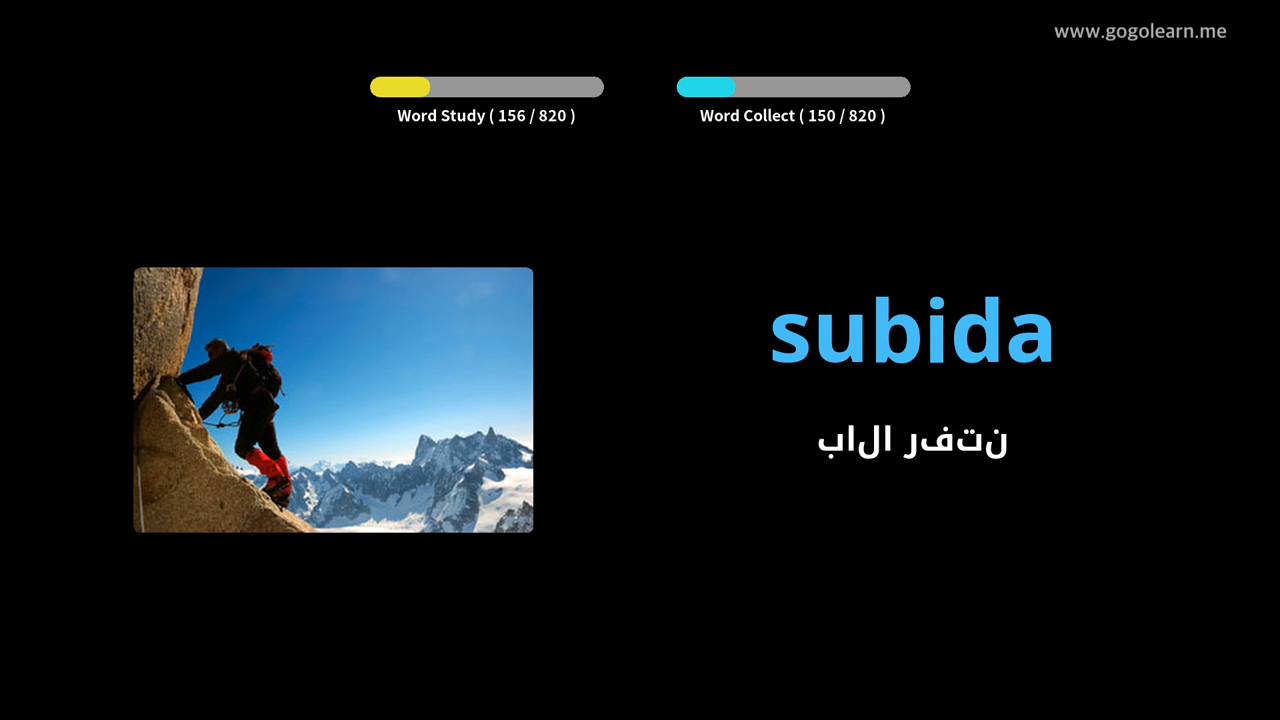 www.gogolearn.me
Word Study ( 156 / 820 )
Word Collect ( 150 / 820 )
subida
نتفر الاب